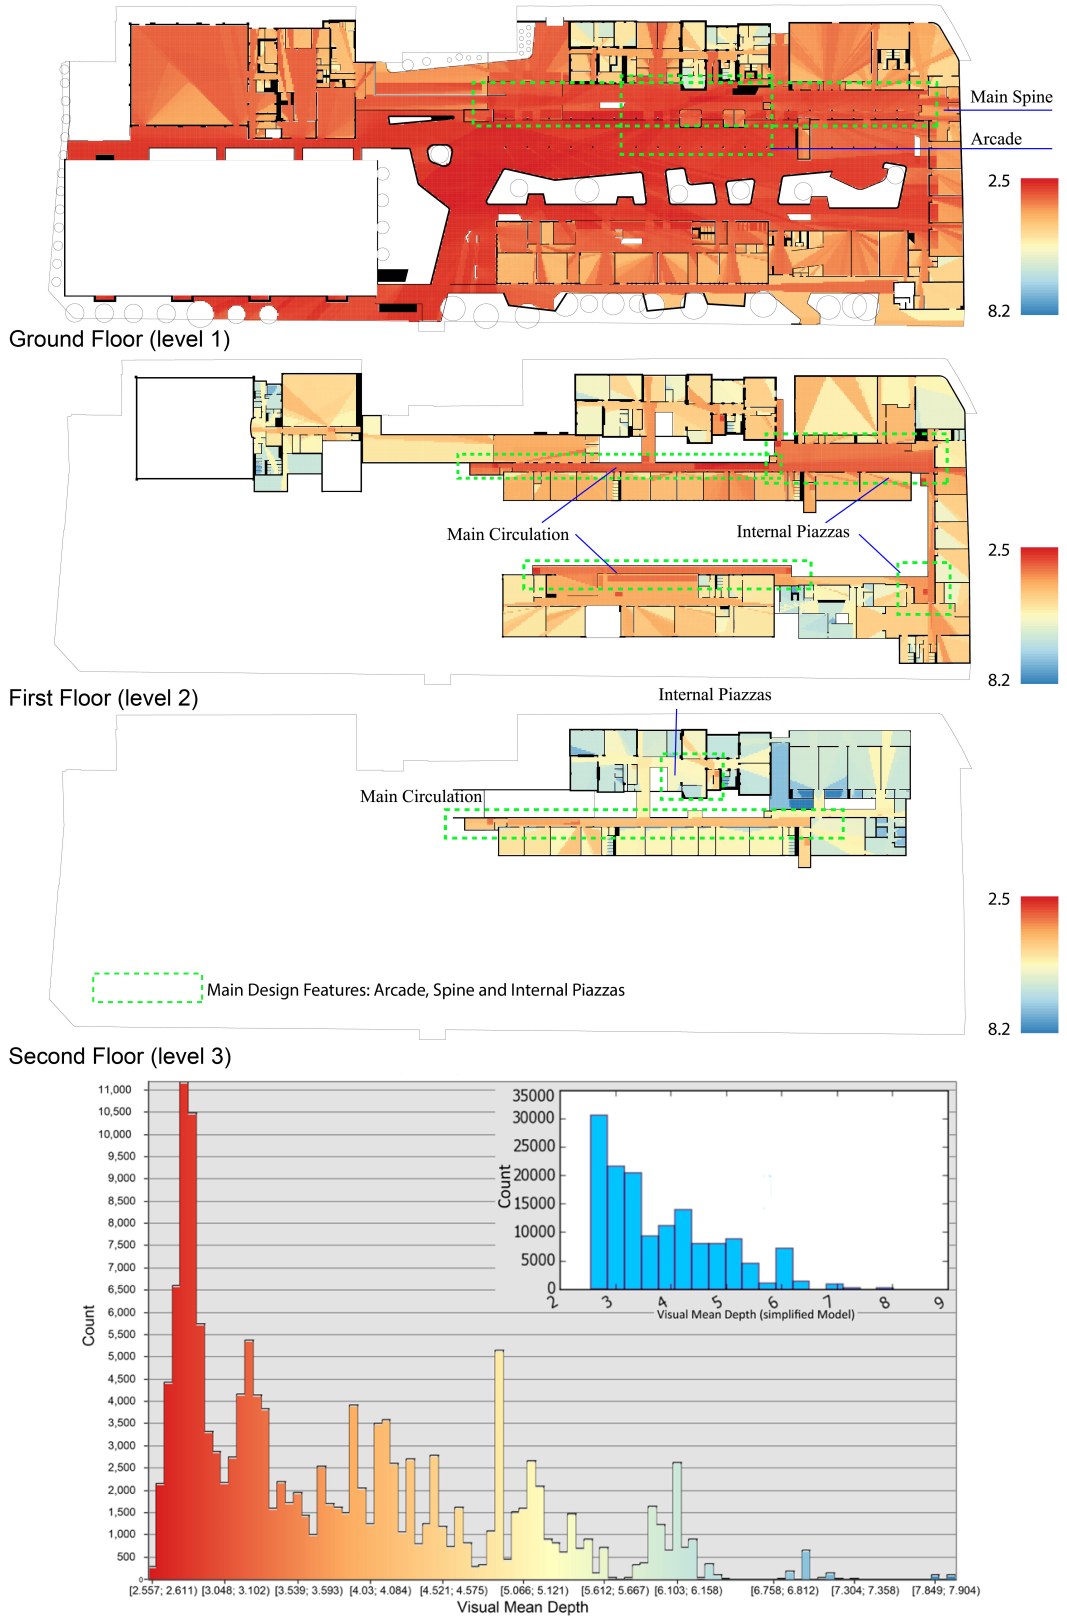 Main Spine
Arcade
2.5
8.2
Ground Floor (level 1)
Main Circulation
Internal Piazzas
2.5
8.2
First Floor (level 2)
Internal Piazzas
Main Circulation
2.5
8.2
Main Design Features: Arcade, Spine and Internal Piazzas
Second Floor (level 3)
11,000
10,500
10,000
9,500
9,000
8,500
8,000
7,500
7,000
6,500
6,000
5,500
5,000
4,500
4,000
3,500
3,000
2,500
2,000
1,500
1,000
500
0
Count
[2.557; 2.611) [3.048; 3.102) [3.539; 3.593) [4.03; 4.084) [4.521; 4.575) [5.066; 5.121) [5.612; 5.667) [6.103; 6.158) [6.758; 6.812) [7.304; 7.358) [7.849; 7.904)
Visual Mean Depth
35000
30000
25000
20000
15000
10000
5000
0
Count
2 3 4 5 6 7 8 9
Visual Mean Depth (simplified Model)